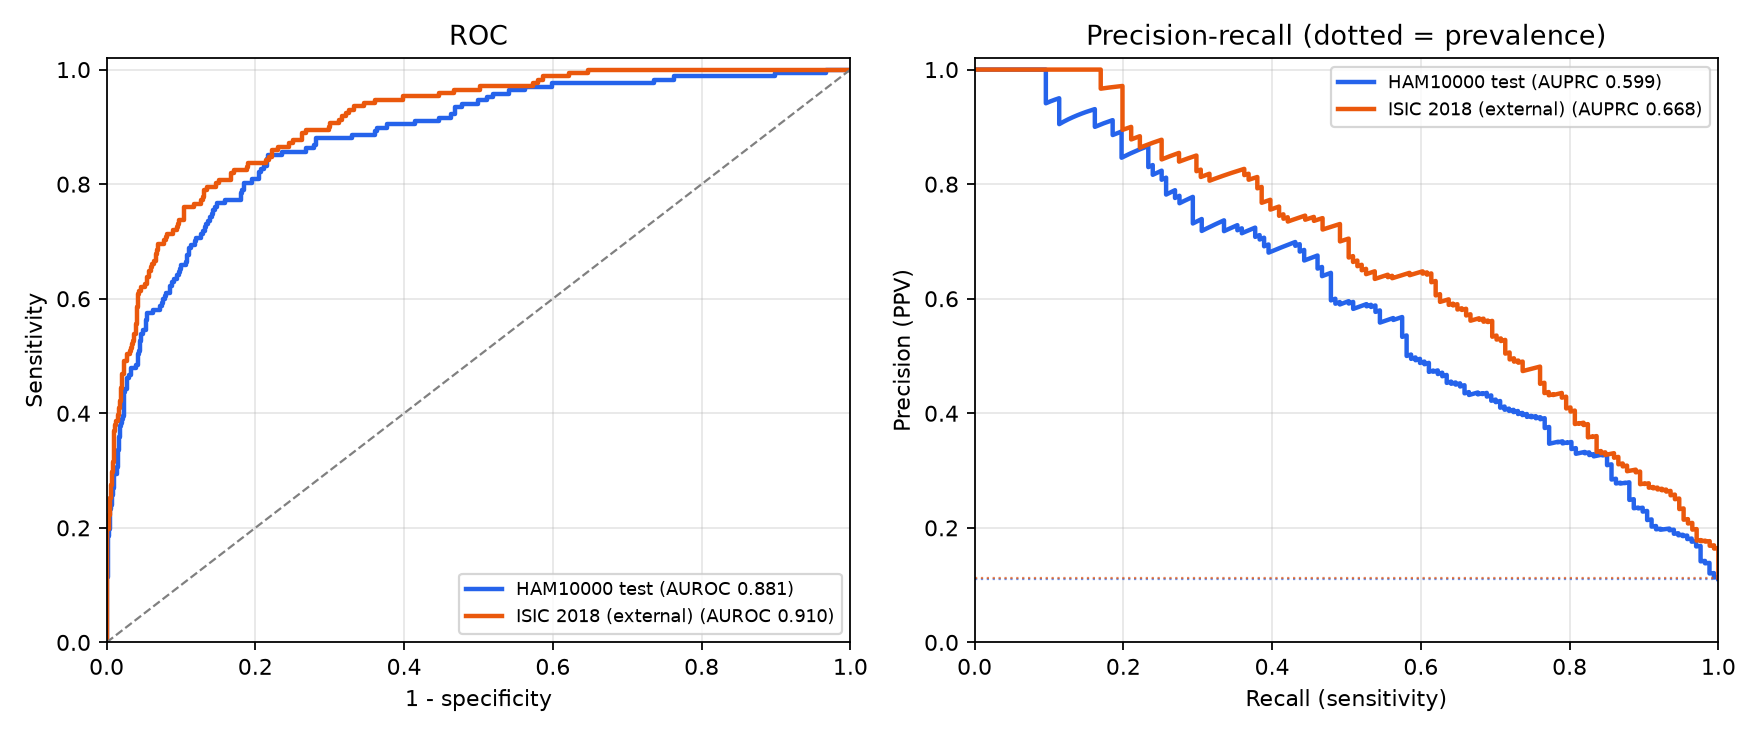 ROC
1.0
0.8
0.6
0.4
0.2
0.0
Sensitivity
HAM10000 test (AUROC 0.881)
ISIC 2018 (external) (AUROC 0.910)
0.0 0.2 0.4 0.6 0.8 1.0
1 - specificity
Precision-recall (dotted = prevalence)
1.0
0.8
0.6
0.4
0.2
0.0
Precision (PPV)
HAM10000 test (AUPRC 0.599)
ISIC 2018 (external) (AUPRC 0.668)
0.0 0.2 0.4 0.6 0.8 1.0
Recall (sensitivity)